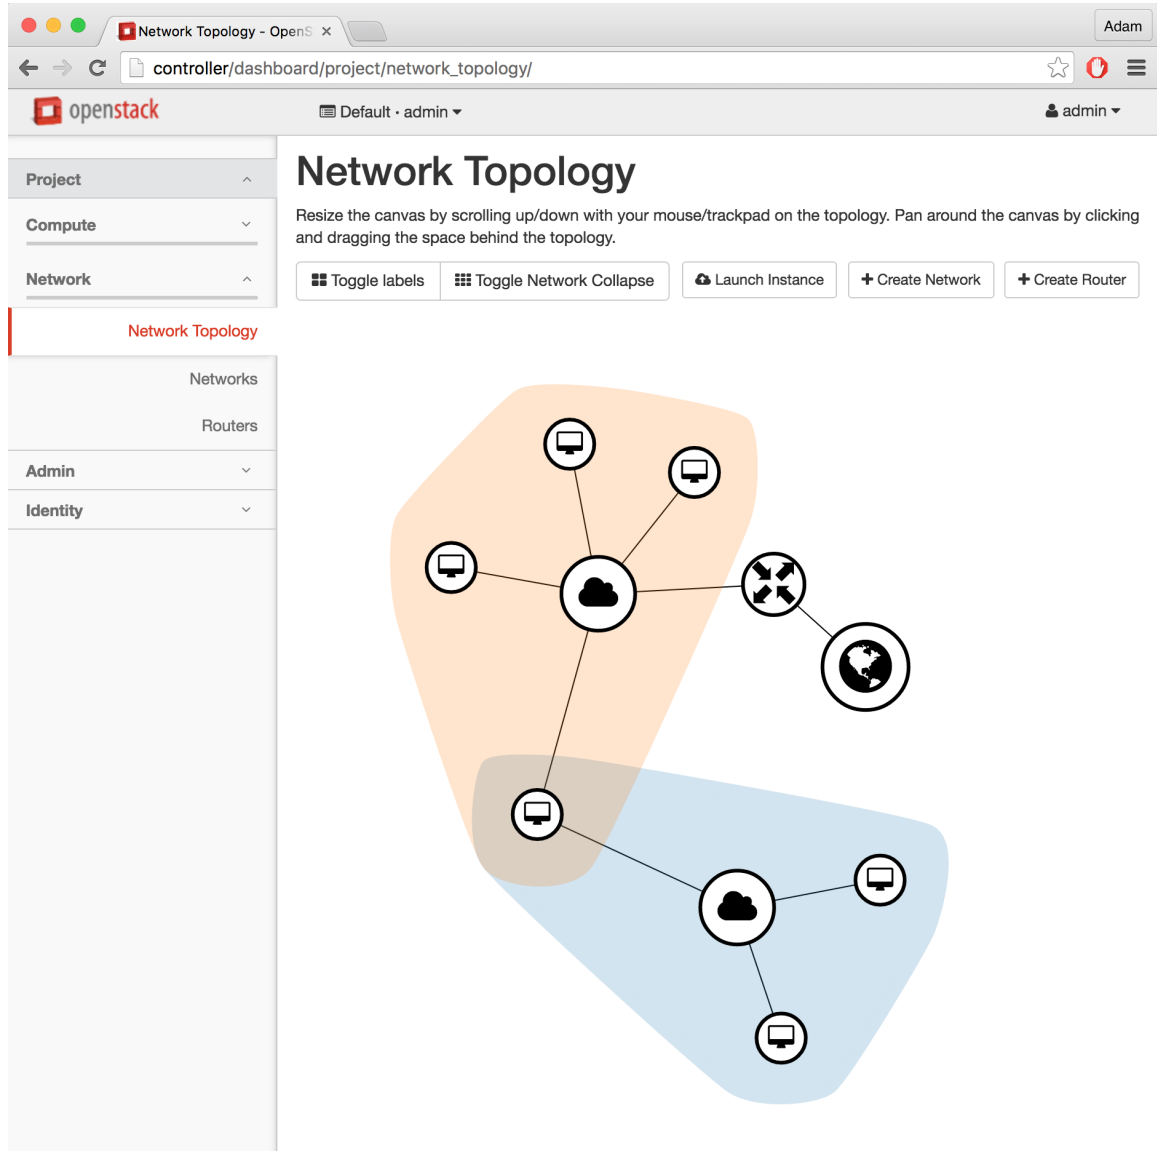 Network Topology - OpenS
Adam
controller/dashboard/project/network_topology/
openstack
Default · admin
admin
Project
Compute
Network
Network Topology
Networks
Routers
Admin
Identity
Network Topology
Resize the canvas by scrolling up/down with your mouse/trackpad on the topology. Pan around the canvas by clicking
and dragging the space behind the topology.
Toggle labels
Toggle Network Collapse
Launch Instance
Create Network
Create Router